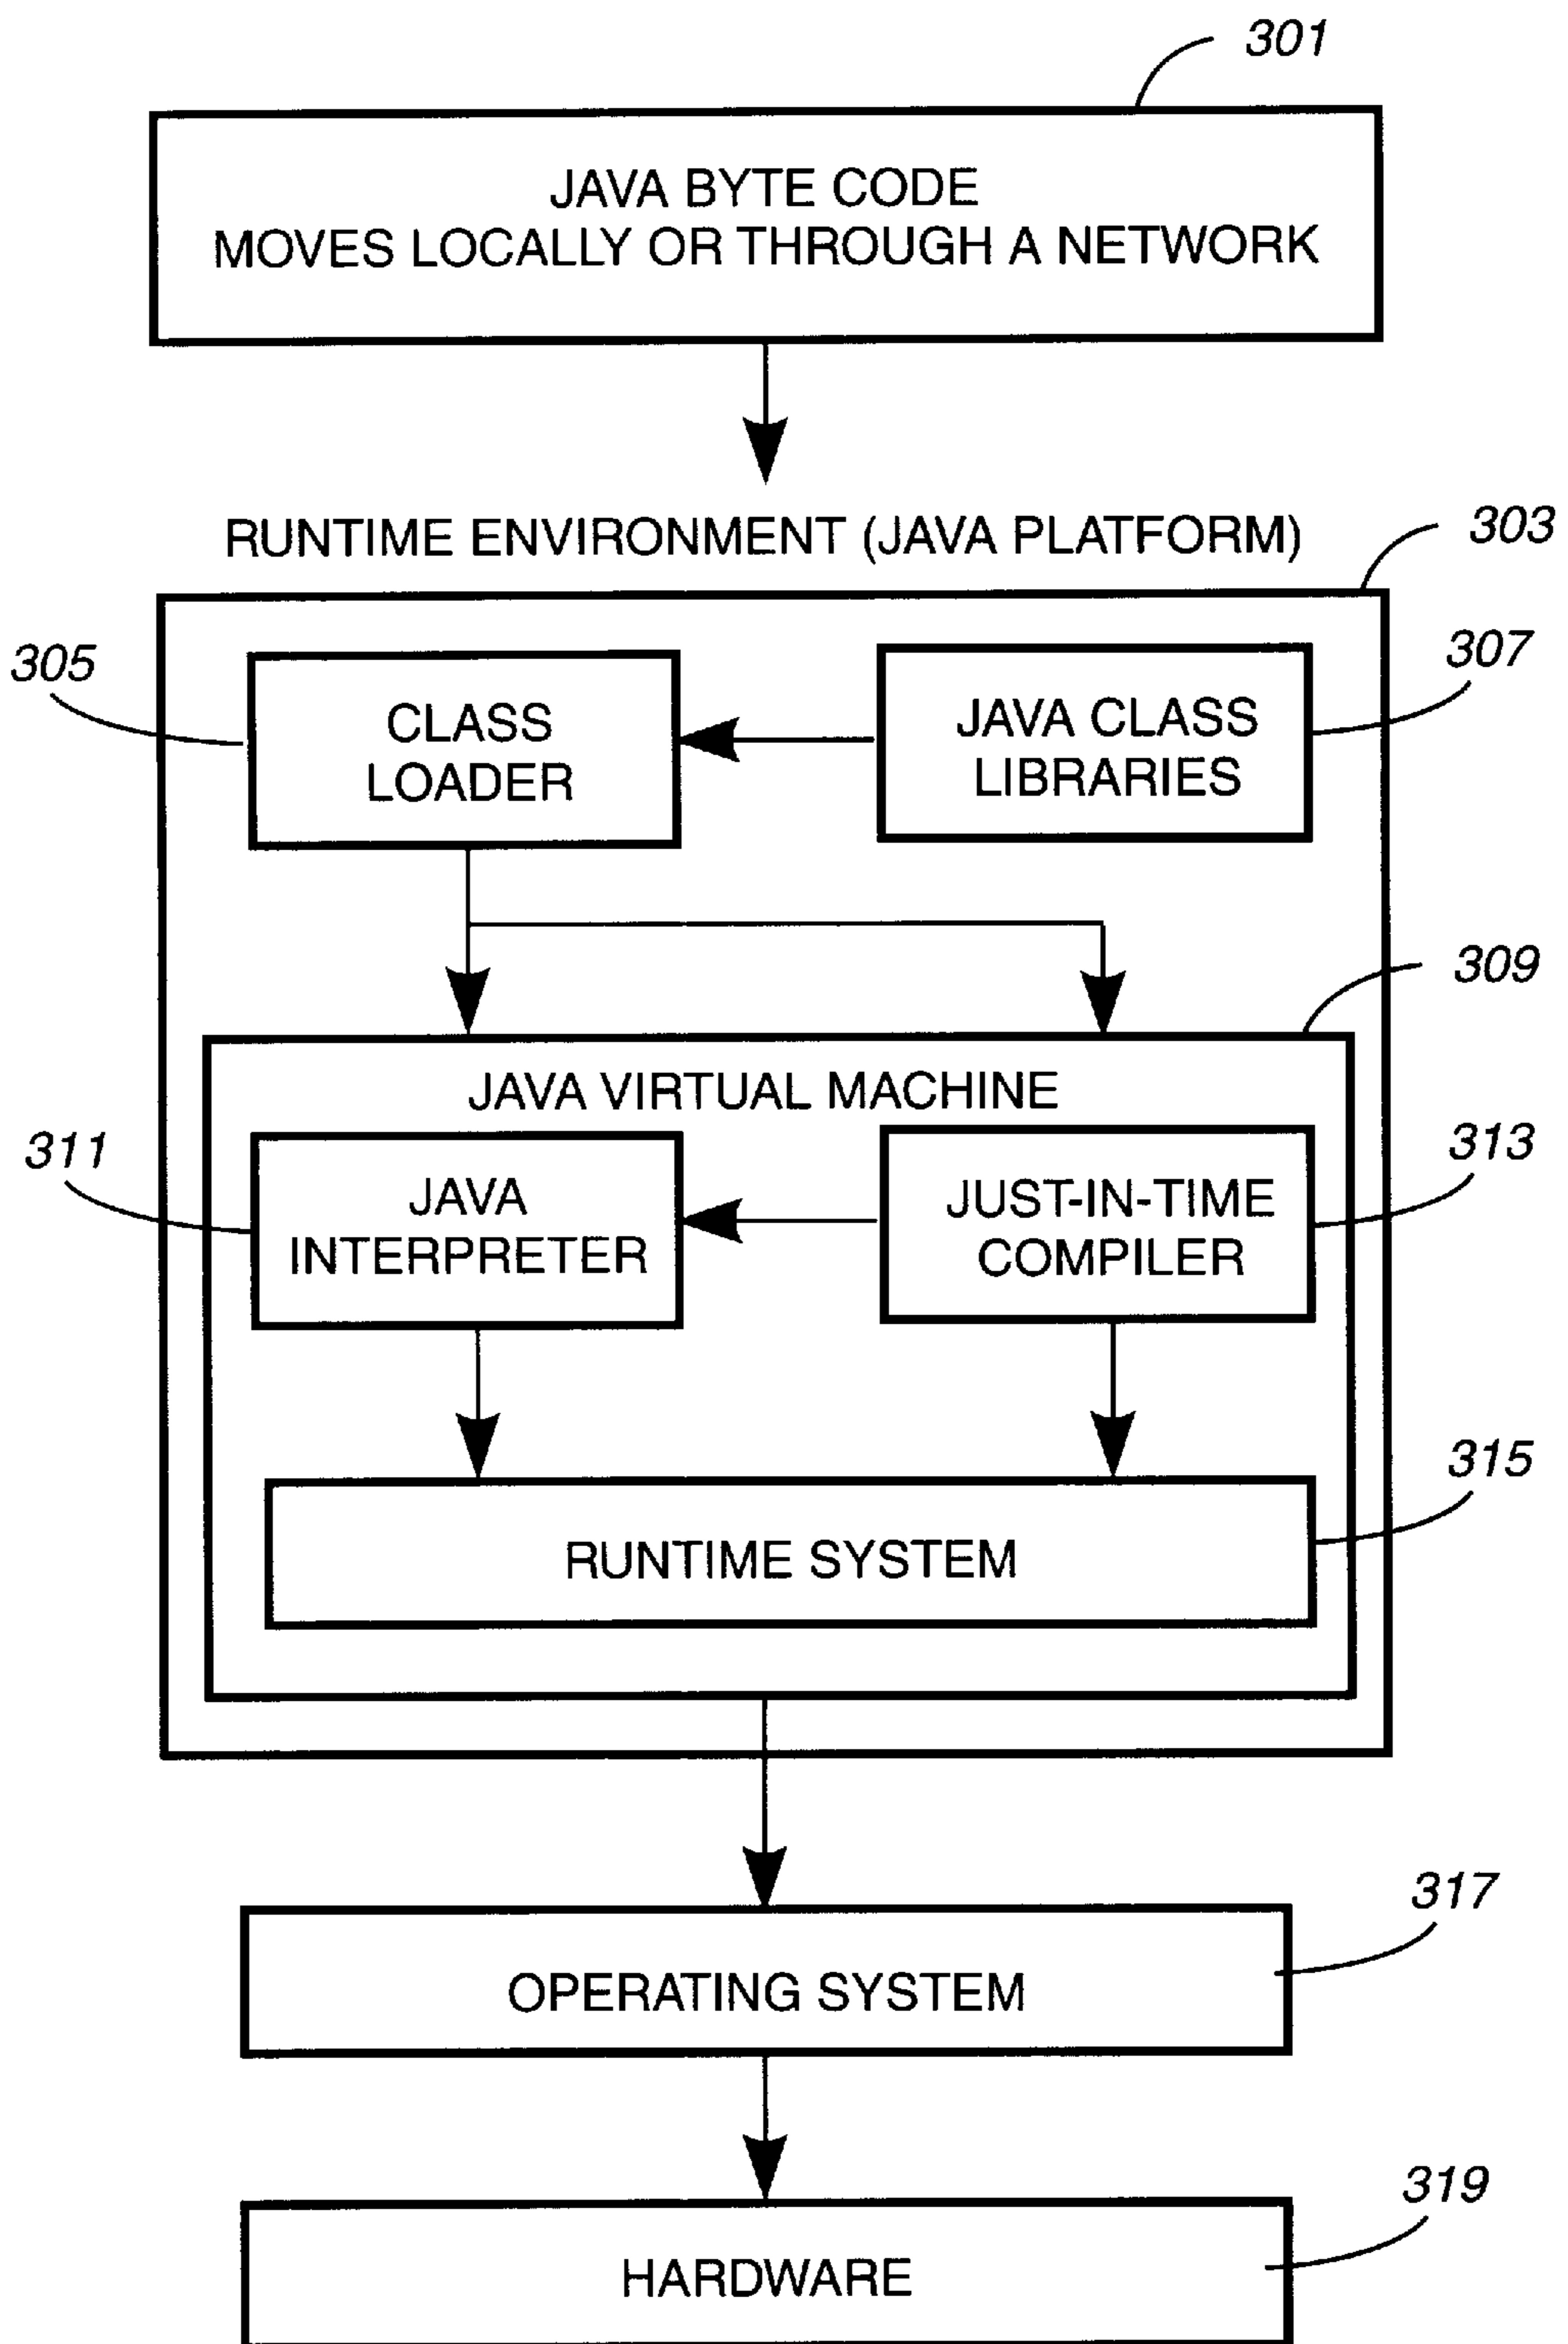 301
JAVA BYTE CODE
MOVES LOCALLY OR THROUGH A NETWORK
RUNTIME ENVIRONMENT (JAVA PLATFORM)
303
305
CLASS
LOADER
JAVA CLASS
LIBRARIES
307
309
JAVA VIRTUAL MACHINE
311
JAVA
INTERPRETER
JUST-IN-TIME
COMPILER
313
315
RUNTIME SYSTEM
317
OPERATING SYSTEM
319
HARDWARE